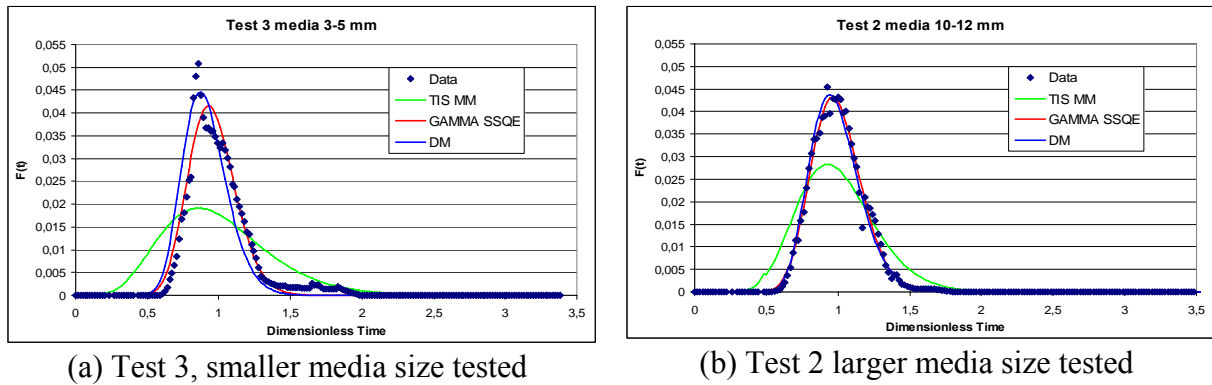 Test 3 media 3-5 mm
0,055
0,05
0,045
0,04
0,035
0,03
0,025
0,02
0,015
0,01
0,005
0
F(t)
Data
TIS MM
GAMMA SSQE
DM
0 0,5 1 1,5 2 2,5 3 3,5
Dimensionless Time
(a) Test 3, smaller media size tested
Test 2 media 10-12 mm
0,055
0,05
0,045
0,04
0,035
0,03
0,025
0,02
0,015
0,01
0,005
0
F(t)
Data
TIS MM
GAMMA SSQE
DM
0 0,5 1 1,5 2 2,5 3 3,5
Dimensionless Time
(b) Test 2 larger media size tested